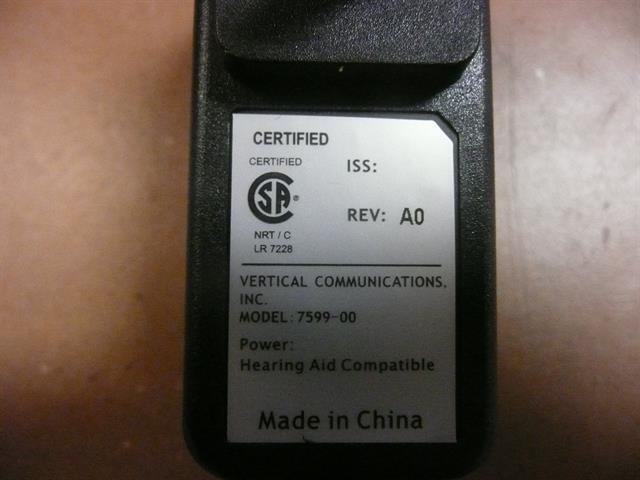 CERTIFIED
CERTIFIED
ISS:
CSA®
REV: A0
NRT / C
LR 7228
VERTICAL COMMUNICATIONS,
INC.
MODEL: 7599-00
Power:
Hearing Aid Compatible
Made in China